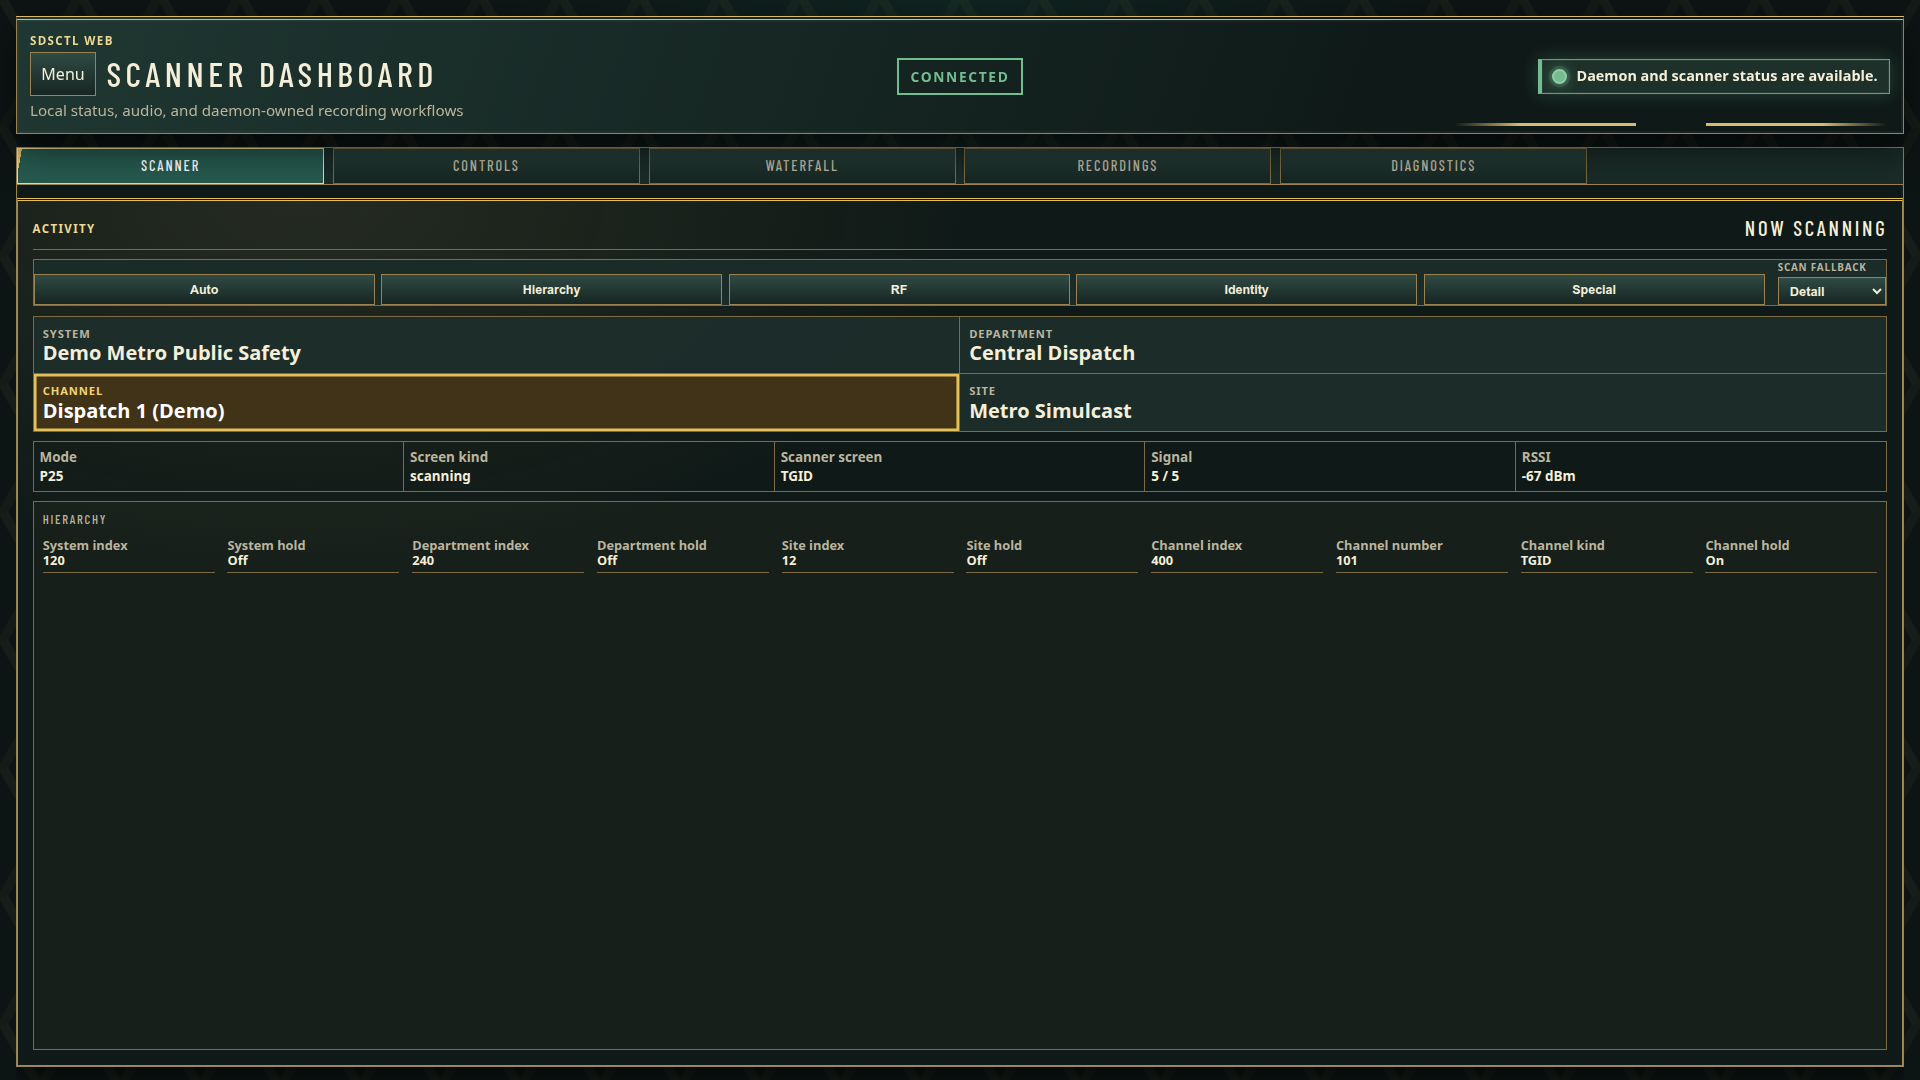 SDSCTL WEB
Menu
SCANNER DASHBOARD
Local status, audio, and daemon-owned recording workflows
CONNECTED
Daemon and scanner status are available.
SCANNER
CONTROLS
WATERFALL
RECORDINGS
DIAGNOSTICS
ACTIVITY
NOW SCANNING
Auto
Hierarchy
RF
Identity
Special
SCAN FALLBACK
Detail
SYSTEM
Demo Metro Public Safety
DEPARTMENT
Central Dispatch
CHANNEL
Dispatch 1 (Demo)
SITE
Metro Simulcast
Mode
P25
Screen kind
scanning
Scanner screen
TGID
Signal
5 / 5
RSSI
-67 dBm
HIERARCHY
System index
120
System hold
Off
Department index
240
Department hold
Off
Site index
12
Site hold
Off
Channel index
400
Channel number
101
Channel kind
TGID
Channel hold
On